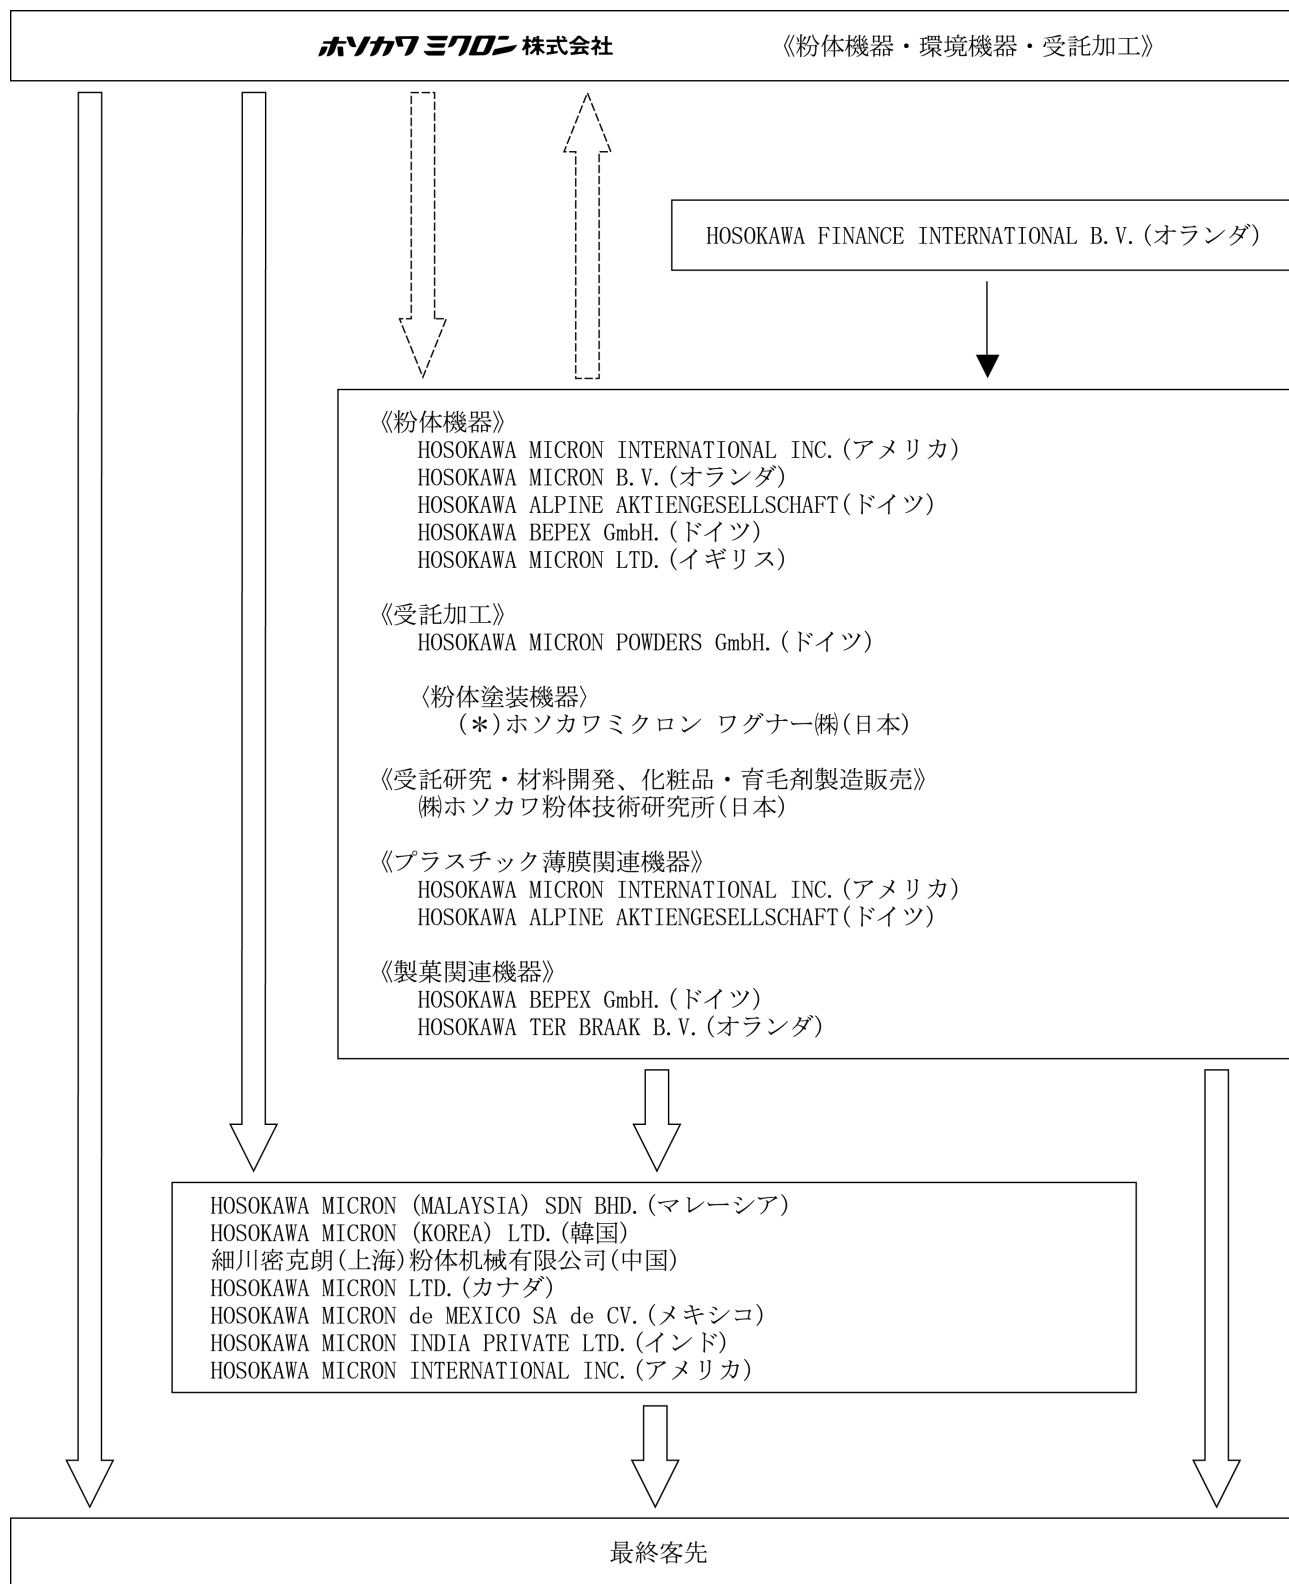 ホソカワミクロン株式会社 《粉体機器・環境機器・受託加工》
HOSOKAWA FINANCE INTERNATIONAL B.V.(オランダ)
《粉体機器》
HOSOKAWA MICRON INTERNATIONAL INC.(アメリカ)
HOSOKAWA MICRON B.V.(オランダ)
HOSOKAWA ALPINE AKTIENGESELLSCHAFT(ドイツ)
HOSOKAWA BEPEX GmbH.(ドイツ)
HOSOKAWA MICRON LTD.(イギリス)
《受託加工》
HOSOKAWA MICRON POWDERS GmbH.(ドイツ)
〈粉体塗装機器〉
(＊)ホソカワミクロン ワグナー㈱(日本)
《受託研究・材料開発、化粧品・育毛剤製造販売》
㈱ホソカワ粉体技術研究所(日本)
《プラスチック薄膜関連機器》
HOSOKAWA MICRON INTERNATIONAL INC.(アメリカ)
HOSOKAWA ALPINE AKTIENGESELLSCHAFT(ドイツ)
《製菓関連機器》
HOSOKAWA BEPEX GmbH.(ドイツ)
HOSOKAWA TER BRAAK B.V.(オランダ)
HOSOKAWA MICRON (MALAYSIA) SDN BHD.(マレーシア)
HOSOKAWA MICRON (KOREA) LTD.(韓国)
細川密克朗(上海)粉体机械有限公司(中国)
HOSOKAWA MICRON LTD.(カナダ)
HOSOKAWA MICRON de MEXICO SA de CV.(メキシコ)
HOSOKAWA MICRON INDIA PRIVATE LTD.(インド)
HOSOKAWA MICRON INTERNATIONAL INC.(アメリカ)
最終客先